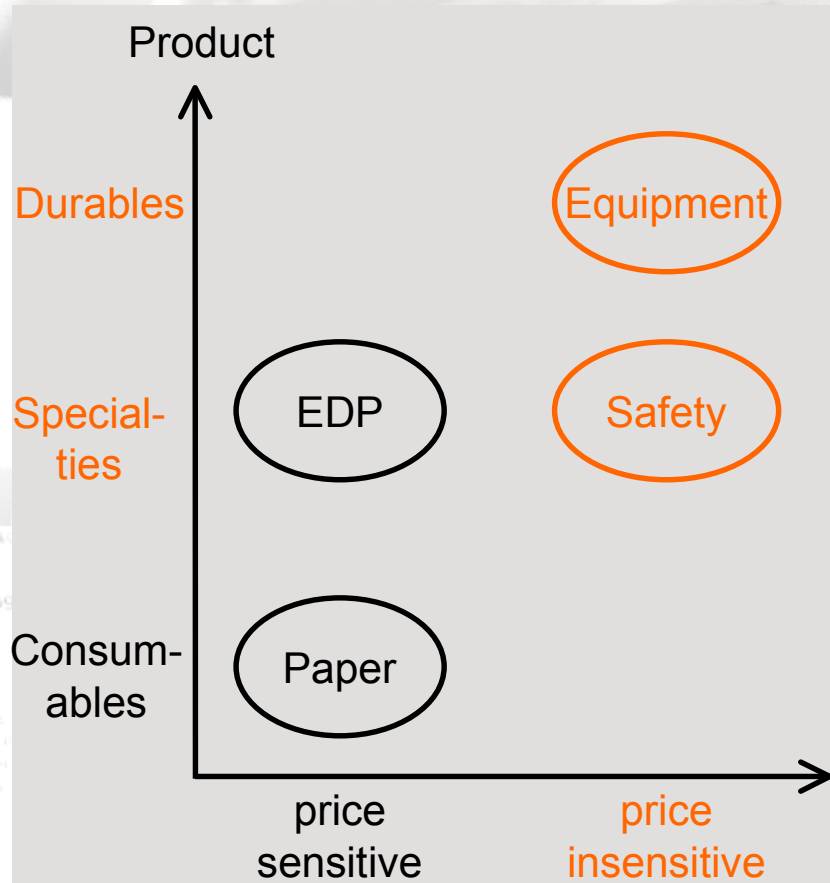 Product
Durables
Equipment
Special-
ties
EDP
Safety
Consum-
ables
Paper
price
sensitive
price
insensitive